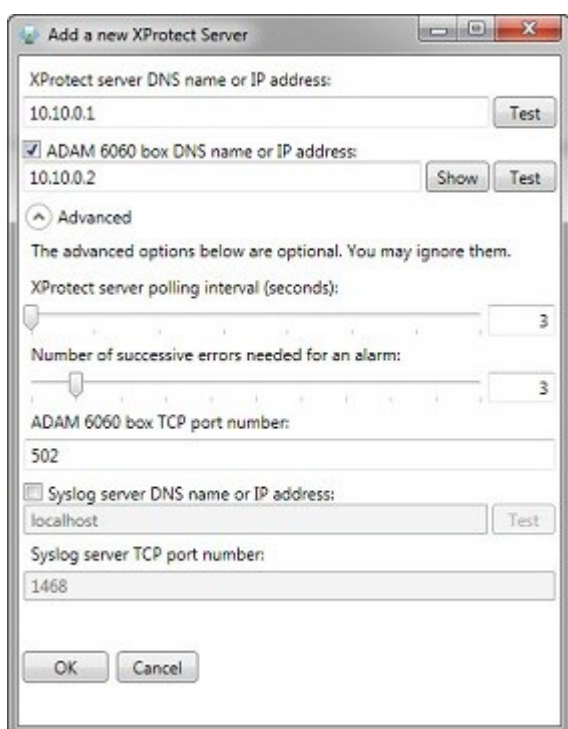 Add a new XProtect Server
XProtect server DNS name or IP address:
10.10.0.1 Test
ADAM 6060 box DNS name or IP address:
10.10.0.2 Show Test
Advanced
The advanced options below are optional. You may ignore them.
XProtect server polling interval (seconds):
3
Number of successive errors needed for an alarm:
3
ADAM 6060 box TCP port number:
502
Syslog server DNS name or IP address:
localhost Test
Syslog server TCP port number:
1468
OK Cancel